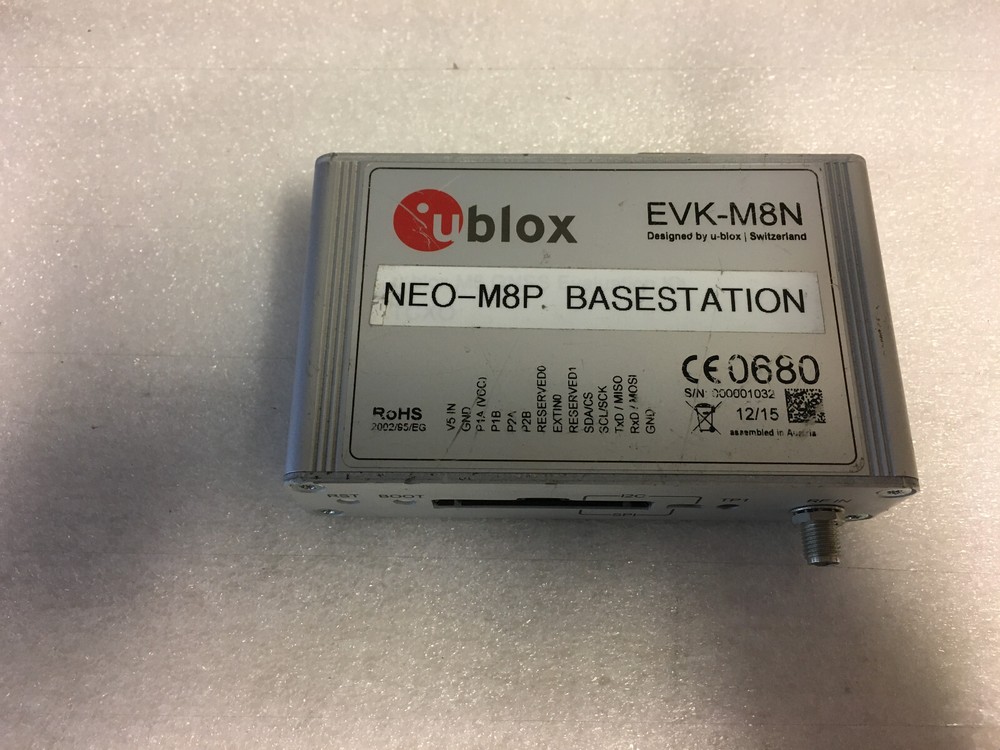 ublox
EVK-M8N
Designed by u-blox | Switzerland
NEO-M8P. BASESTATION
CE0680
S/N: 000001032
12/15
assembled in Austria
RoHS
2002/95/EG
V5 IN
GND
P1A (VCC)
P1B
P2A
P2B
RESERVED0
EXTIN0
RESERVED1
SDA/CS
SCL/SCK
TxD / MISO
RxD / MOSI
GND
RST
BOOT
I2C
SPI
TP1
RF IN